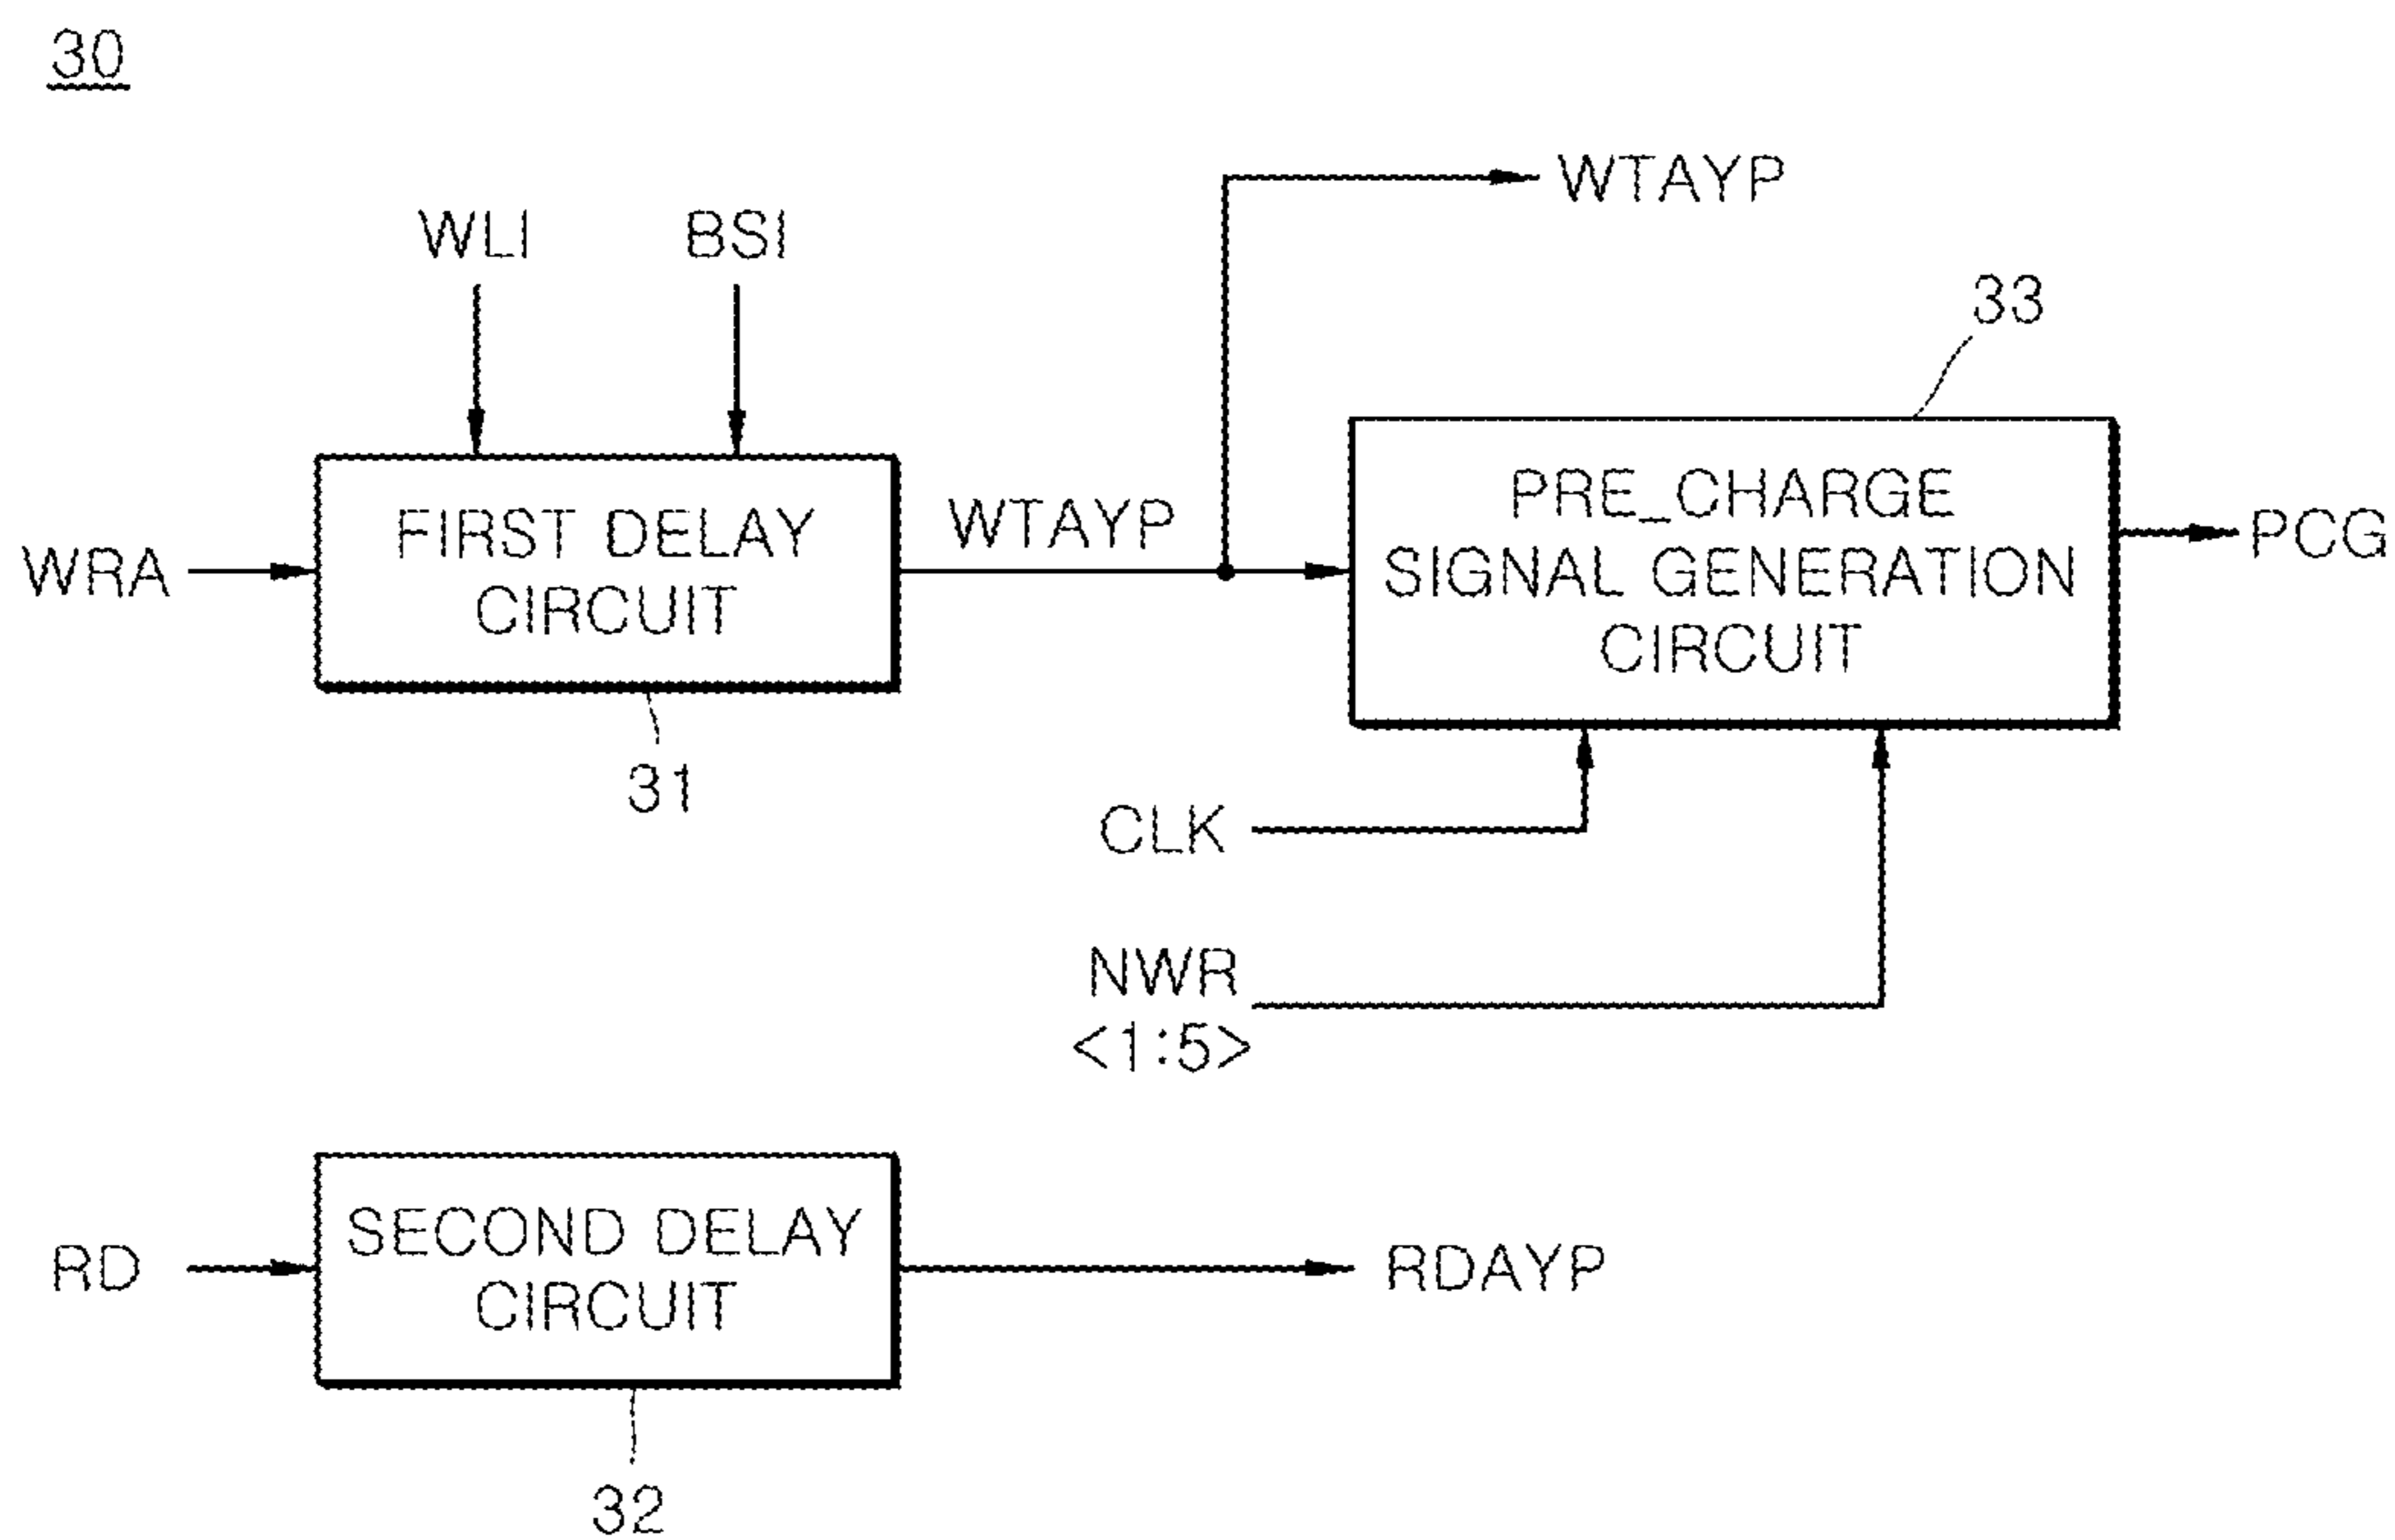 30
WTAYP
WLI
BSI
33
WRA
FIRST DELAY
CIRCUIT
WTAYP
PRE_CHARGE
SIGNAL GENERATION
CIRCUIT
PCG
31
CLK
NWR
<1:5>
RD
SECOND DELAY
CIRCUIT
RDAYP
32